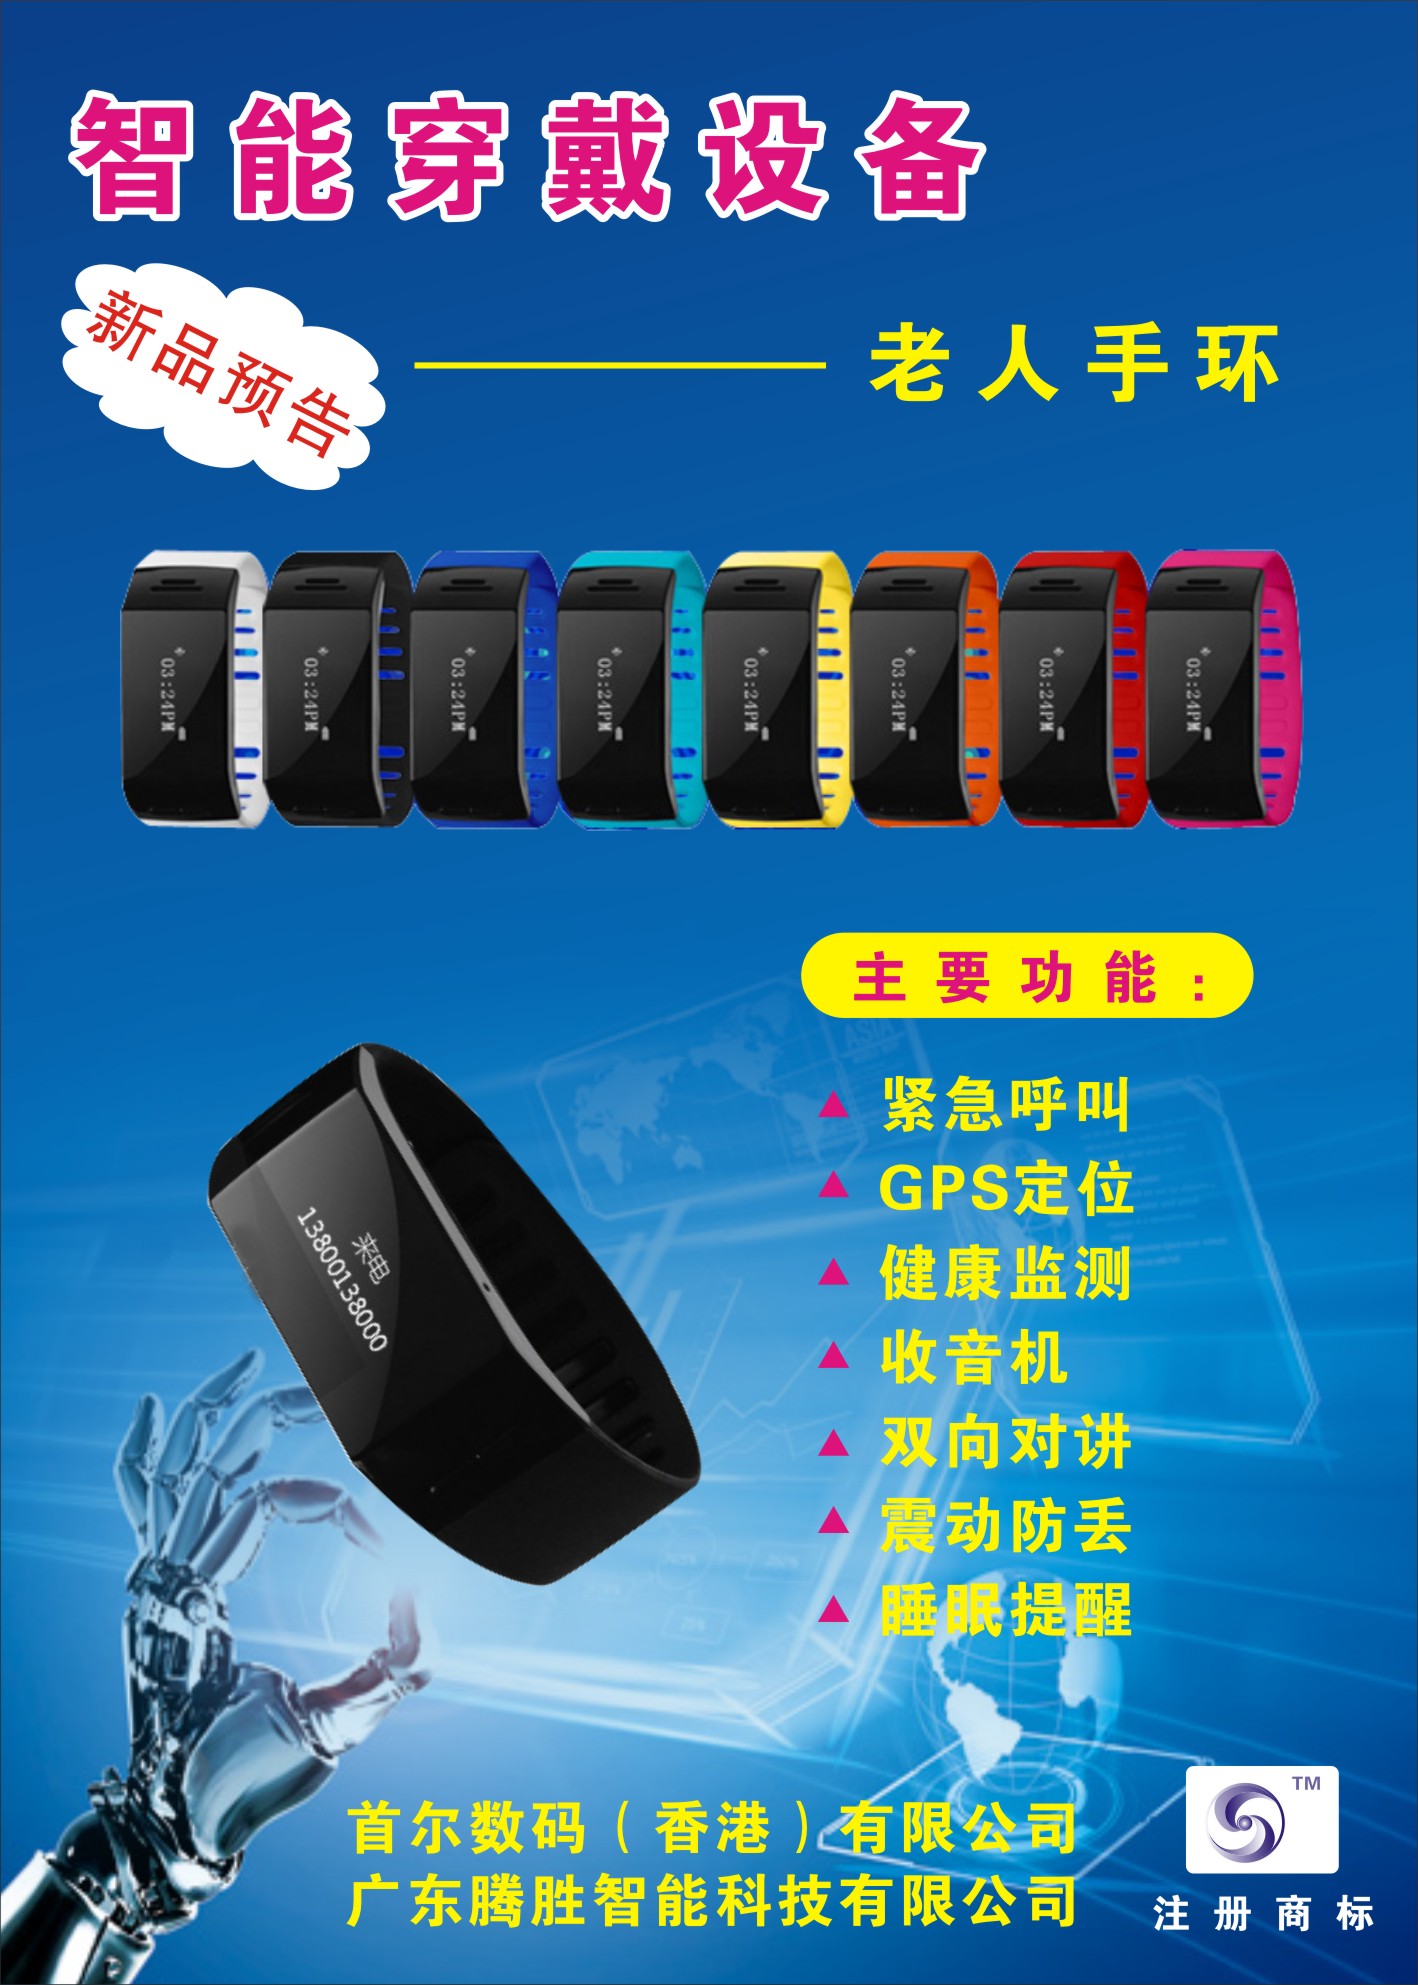 智能穿戴设备
新品预告
老人手环
03:24PM
03:24PM
03:24PM
03:24PM
03:24PM
03:24PM
03:24PM
03:24PM
主要功能：
ASIA
▲ 紧急呼叫
▲ GPS定位
▲ 健康监测
▲ 收音机
▲ 双向对讲
▲ 震动防丢
▲ 睡眠提醒
来电
13800138000
首尔数码（香港）有限公司
广东腾胜智能科技有限公司
TM
注册商标